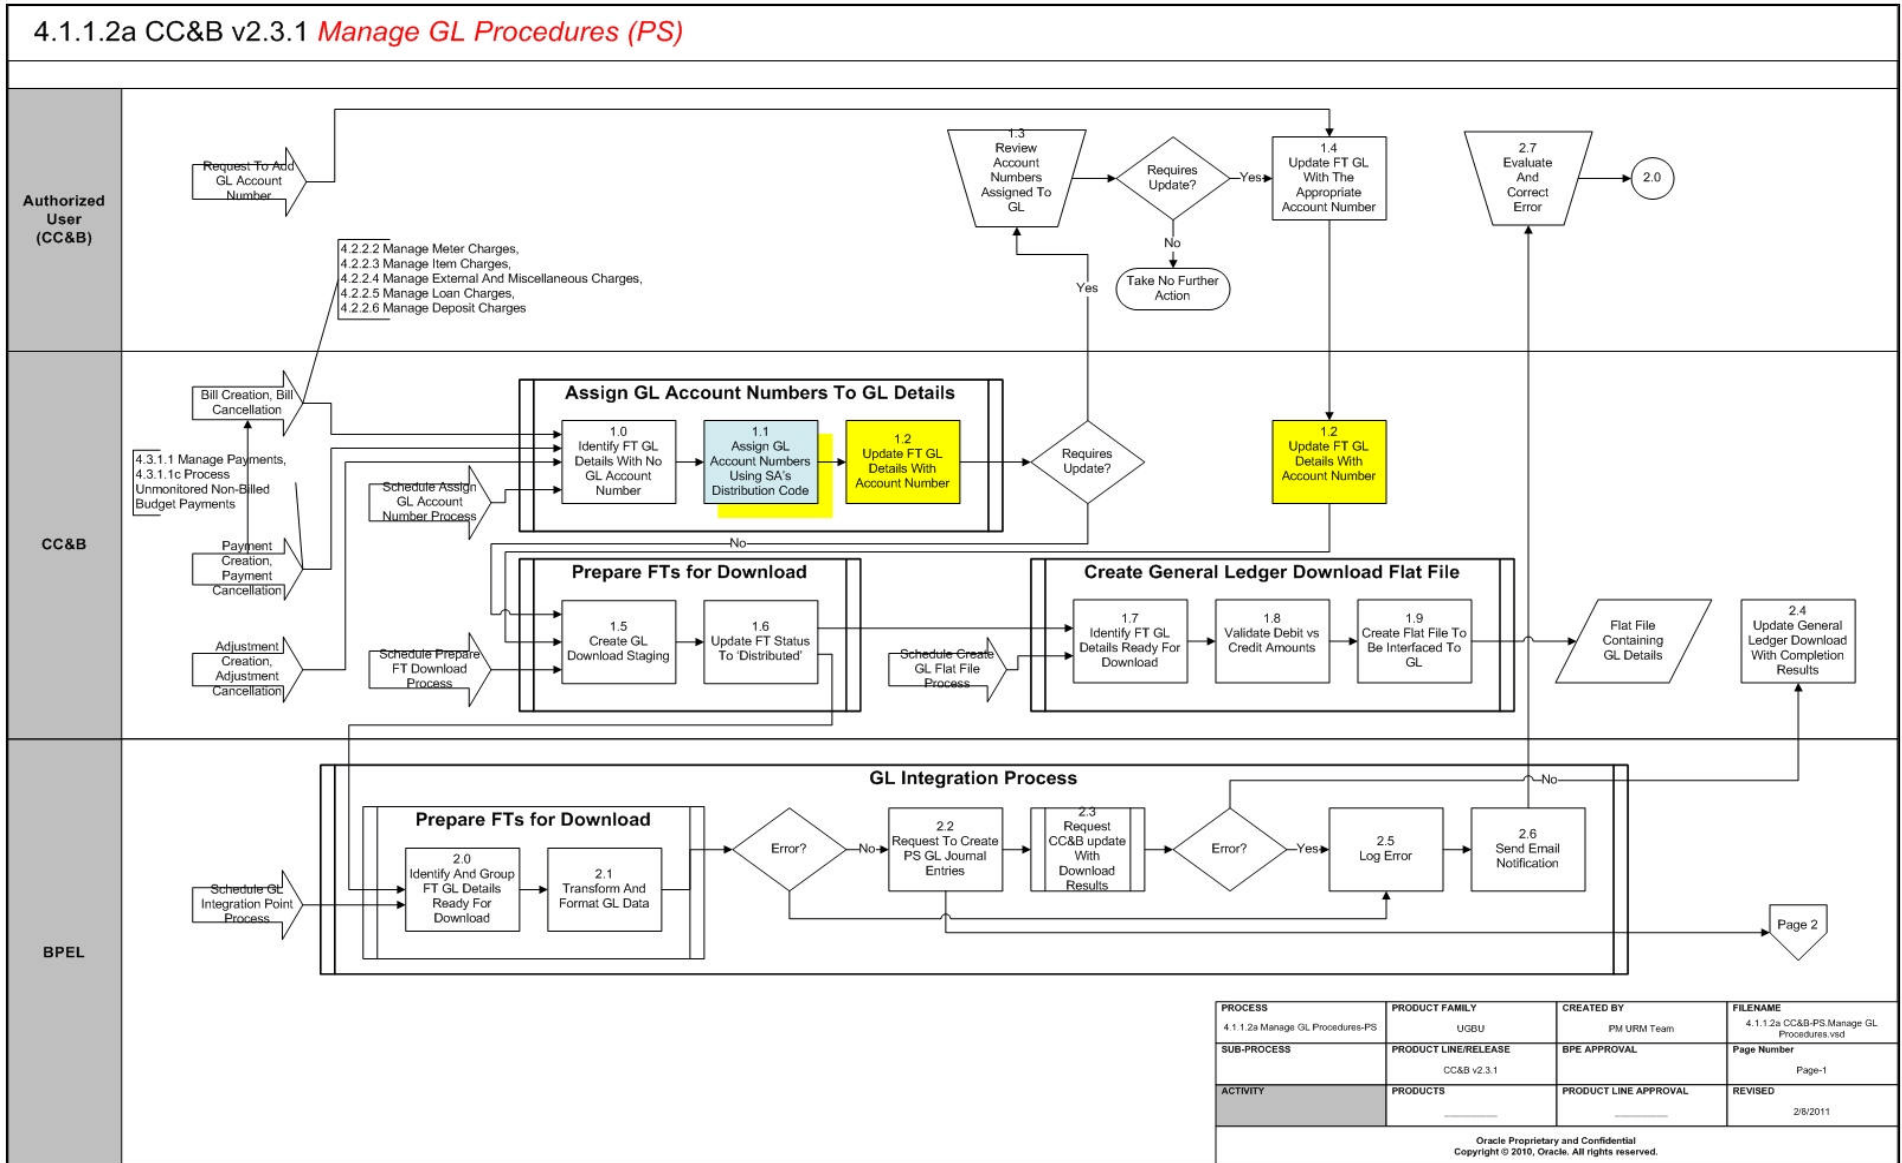 4.1.1.2a CC&B v2.3.1 Manage GL Procedures (PS)
Authorized
User
(CC&B)
Request To Add
GL Account
Number
1.3
Review
Account
Numbers
Assigned To
GL
Requires
Update?
Yes
No
Take No Further
Action
1.4
Update FT GL
With The
Appropriate
Account Number
2.7
Evaluate
And
Correct
Error
2.0
4.2.2.2 Manage Meter Charges,
4.2.2.3 Manage Item Charges,
4.2.2.4 Manage External And Miscellaneous Charges,
4.2.2.5 Manage Loan Charges,
4.2.2.6 Manage Deposit Charges
Yes
CC&B
Bill Creation, Bill
Cancellation
4.3.1.1 Manage Payments,
4.3.1.1c Process
Unmonitored Non-Billed
Budget Payments
Payment
Creation,
Payment
Cancellation
Adjustment
Creation,
Adjustment
Cancellation
Schedule Assign
GL Account
Number Process
Assign GL Account Numbers To GL Details
1.0
Identify FT GL
Details With No
GL Account
Number
1.1
Assign GL
Account Numbers
Using SA's
Distribution Code
1.2
Update FT GL
Details With
Account Number
Requires
Update?
No
1.2
Update FT GL
Details With
Account Number
Schedule Prepare
FT Download
Process
Prepare FTs for Download
1.5
Create GL
Download Staging
1.6
Update FT Status
To 'Distributed'
Schedule Create
GL Flat File
Process
Create General Ledger Download Flat File
1.7
Identify FT GL
Details Ready For
Download
1.8
Validate Debit vs
Credit Amounts
1.9
Create Flat File To
Be Interfaced To
GL
Flat File
Containing
GL Details
2.4
Update General
Ledger Download
With Completion
Results
BPEL
Schedule GL
Integration Point
Process
GL Integration Process
Prepare FTs for Download
2.0
Identify And Group
FT GL Details
Ready For
Download
2.1
Transform And
Format GL Data
Error?
No
2.2
Request To Create
PS GL Journal
Entries
2.3
Request
CC&B update
With
Download
Results
Error?
Yes
No
2.5
Log Error
2.6
Send Email
Notification
Page 2
PROCESS
4.1.1.2a Manage GL Procedures-PS
PRODUCT FAMILY
UGBU
CREATED BY
PM URM Team
FILENAME
4.1.1.2a CC&B-PS.Manage GL
Procedures.vsd
SUB-PROCESS
PRODUCT LINE/RELEASE
CC&B v2.3.1
BPE APPROVAL
Page Number
Page-1
ACTIVITY
PRODUCTS
PRODUCT LINE APPROVAL
REVISED
2/8/2011
Oracle Proprietary and Confidential
Copyright © 2010, Oracle. All rights reserved.